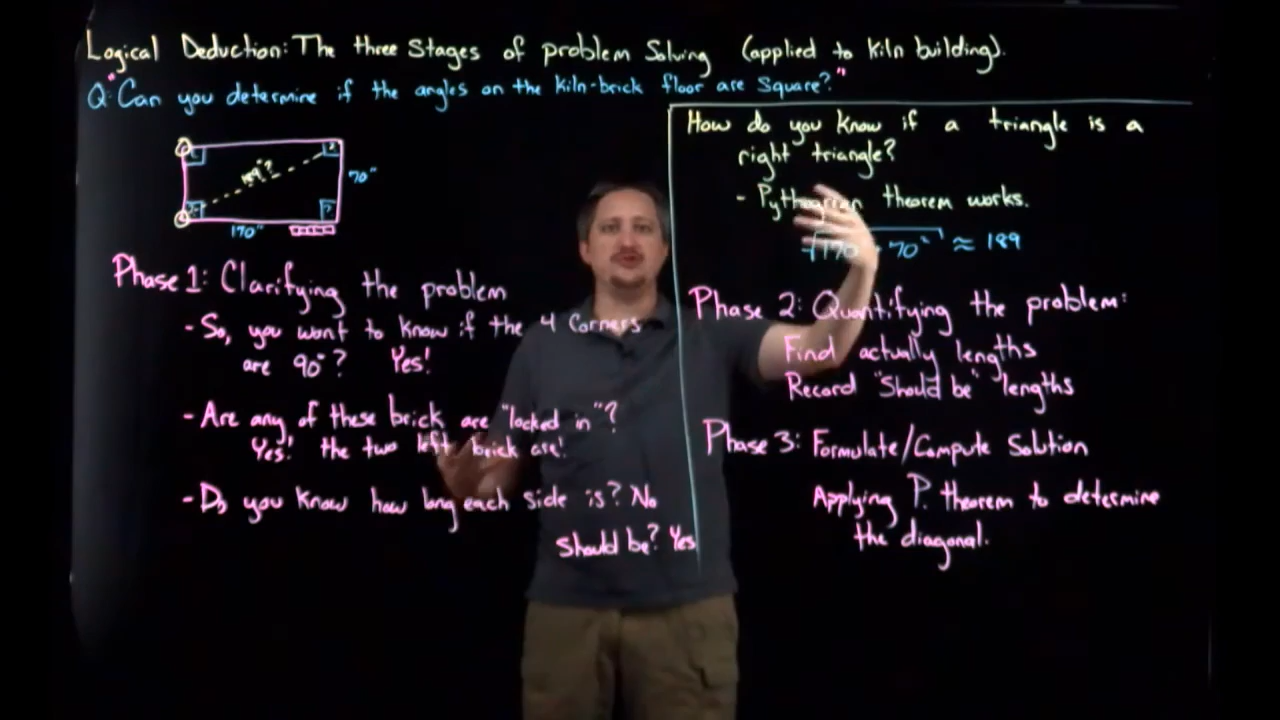 Logical Deduction: The three stages of problem Solving (applied to kiln building).
Q: "Can you determine if the angles on the kiln-brick floor are square?"
189"?
70"
170"
Phase 1: Clarifying the problem
- So, you want to know if the 4 Corners
are 90°? Yes!
- Are any of these brick are "locked in"?
Yes! the two left brick are!
- Do you know how long each side is? No
Should be? Yes
How do you know if a triangle is a
right triangle?
- Pythagorian theorem works.
√170 + 70² ≈ 189
Phase 2: Quantifying the problem:
Find actually lengths
Record "Should be" lengths
Phase 3: Formulate/Compute Solution
Applying P. theorem to determine
the diagonal.